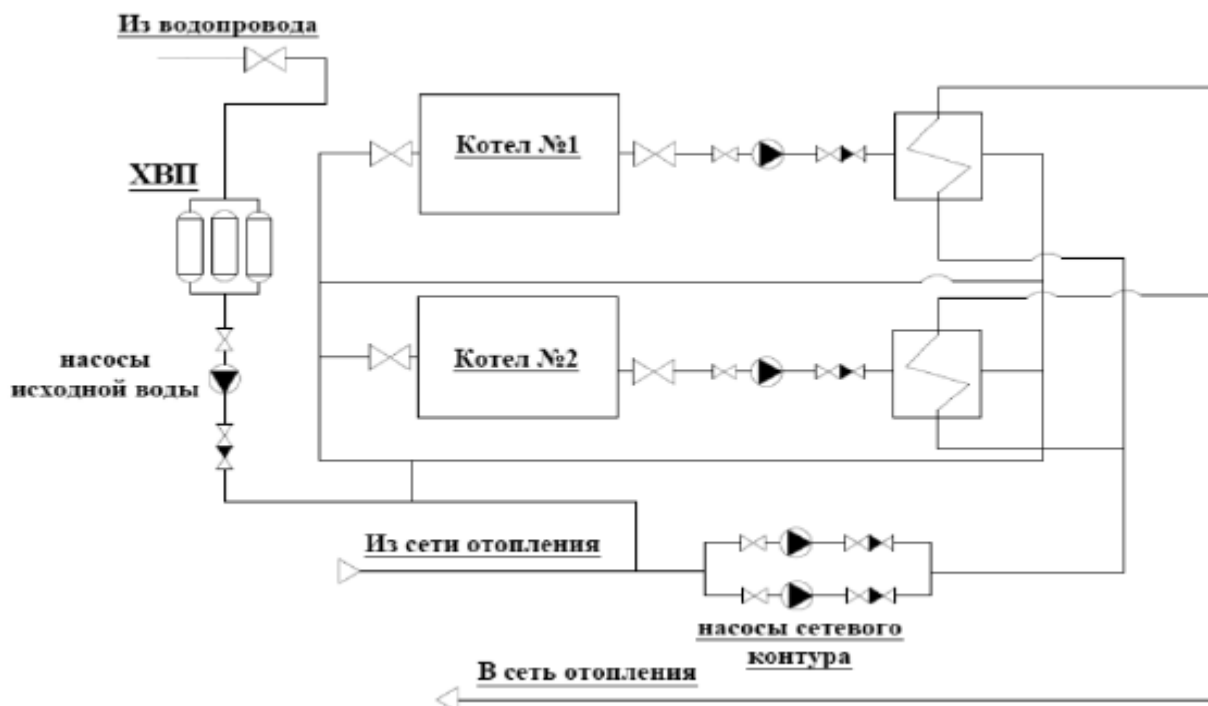 Из водопровода
ХВП
Котел №1
Котел №2
насосы
исходной воды
Из сети отопления
насосы сетевого
контура
В сеть отопления